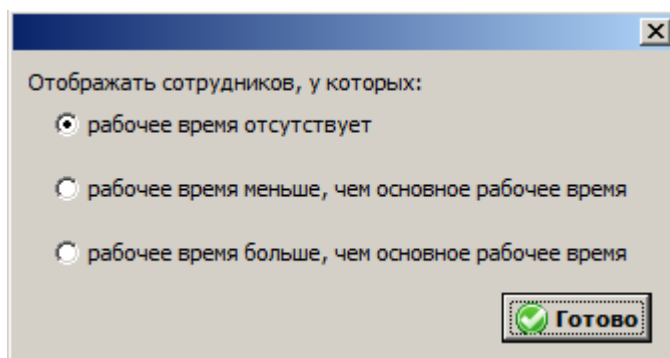 Отображать сотрудников, у которых:
рабочее время отсутствует
рабочее время меньше, чем основное рабочее время
рабочее время больше, чем основное рабочее время
Готово